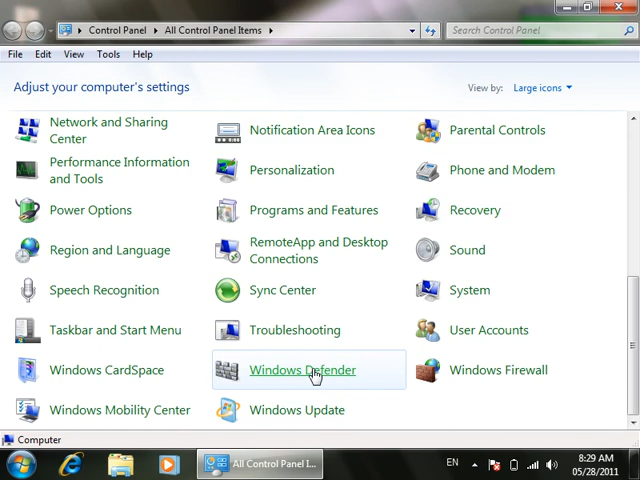 Control Panel
All Control Panel Items
Search Control Panel
File Edit View Tools Help
Adjust your computer's settings
View by: Large icons
Network and Sharing
Center
Notification Area Icons
Parental Controls
Performance Information
and Tools
Personalization
Phone and Modem
Power Options
Programs and Features
Recovery
Region and Language
RemoteApp and Desktop
Connections
Sound
Speech Recognition
Sync Center
System
Taskbar and Start Menu
Troubleshooting
User Accounts
Windows CardSpace
Windows Defender
Windows Firewall
Windows Mobility Center
Windows Update
Computer
All Control Panel I...
EN
8:29 AM
05/28/2011